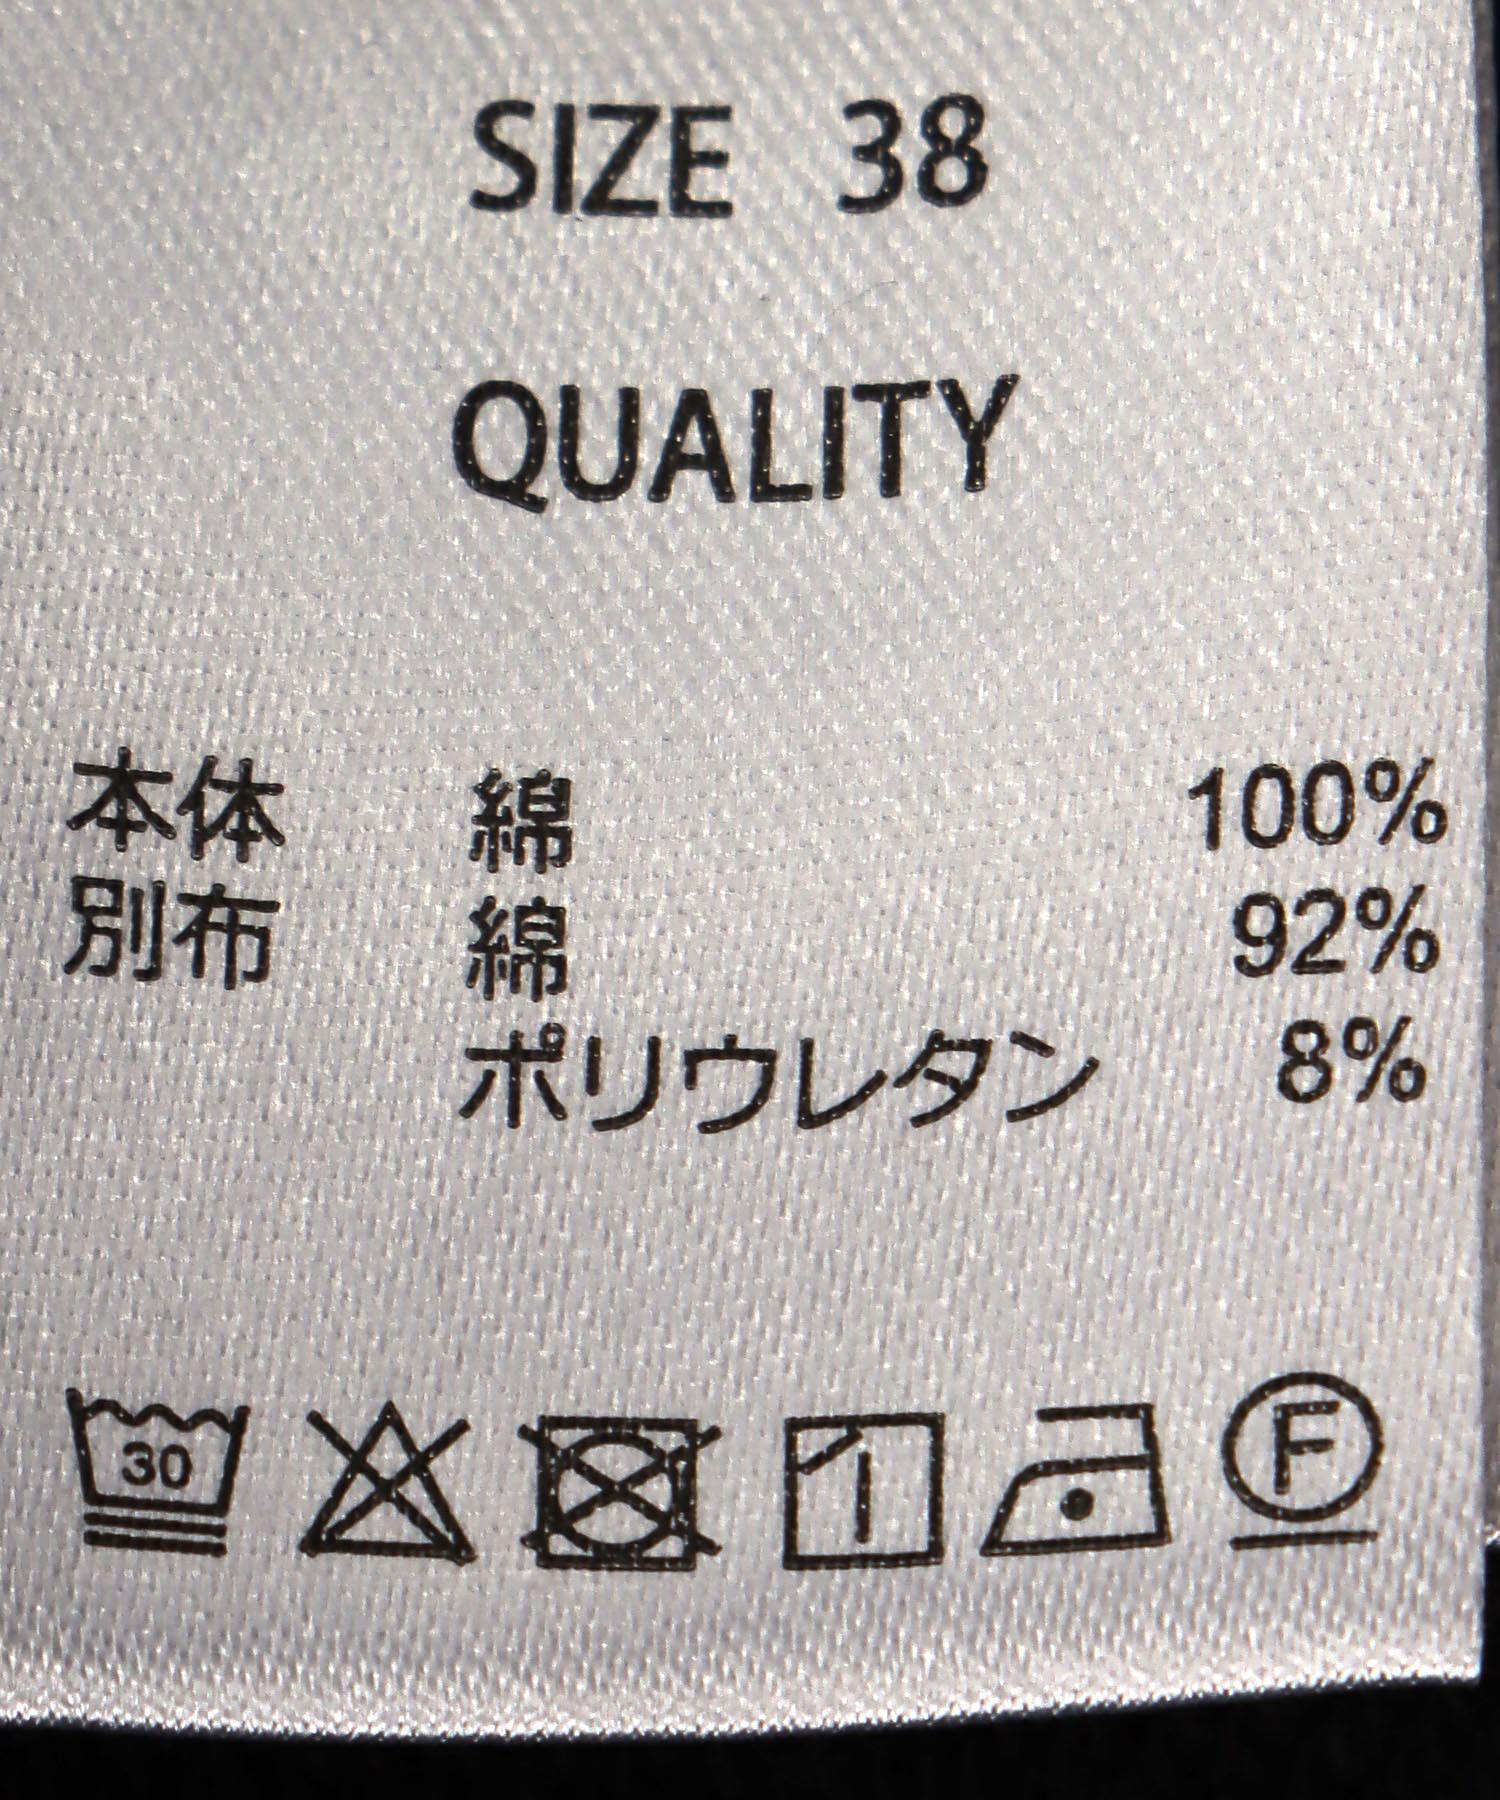 SIZE 38
QUALITY
本体 綿 100%
別布 綿 92%
ポリウレタン 8%
30 F